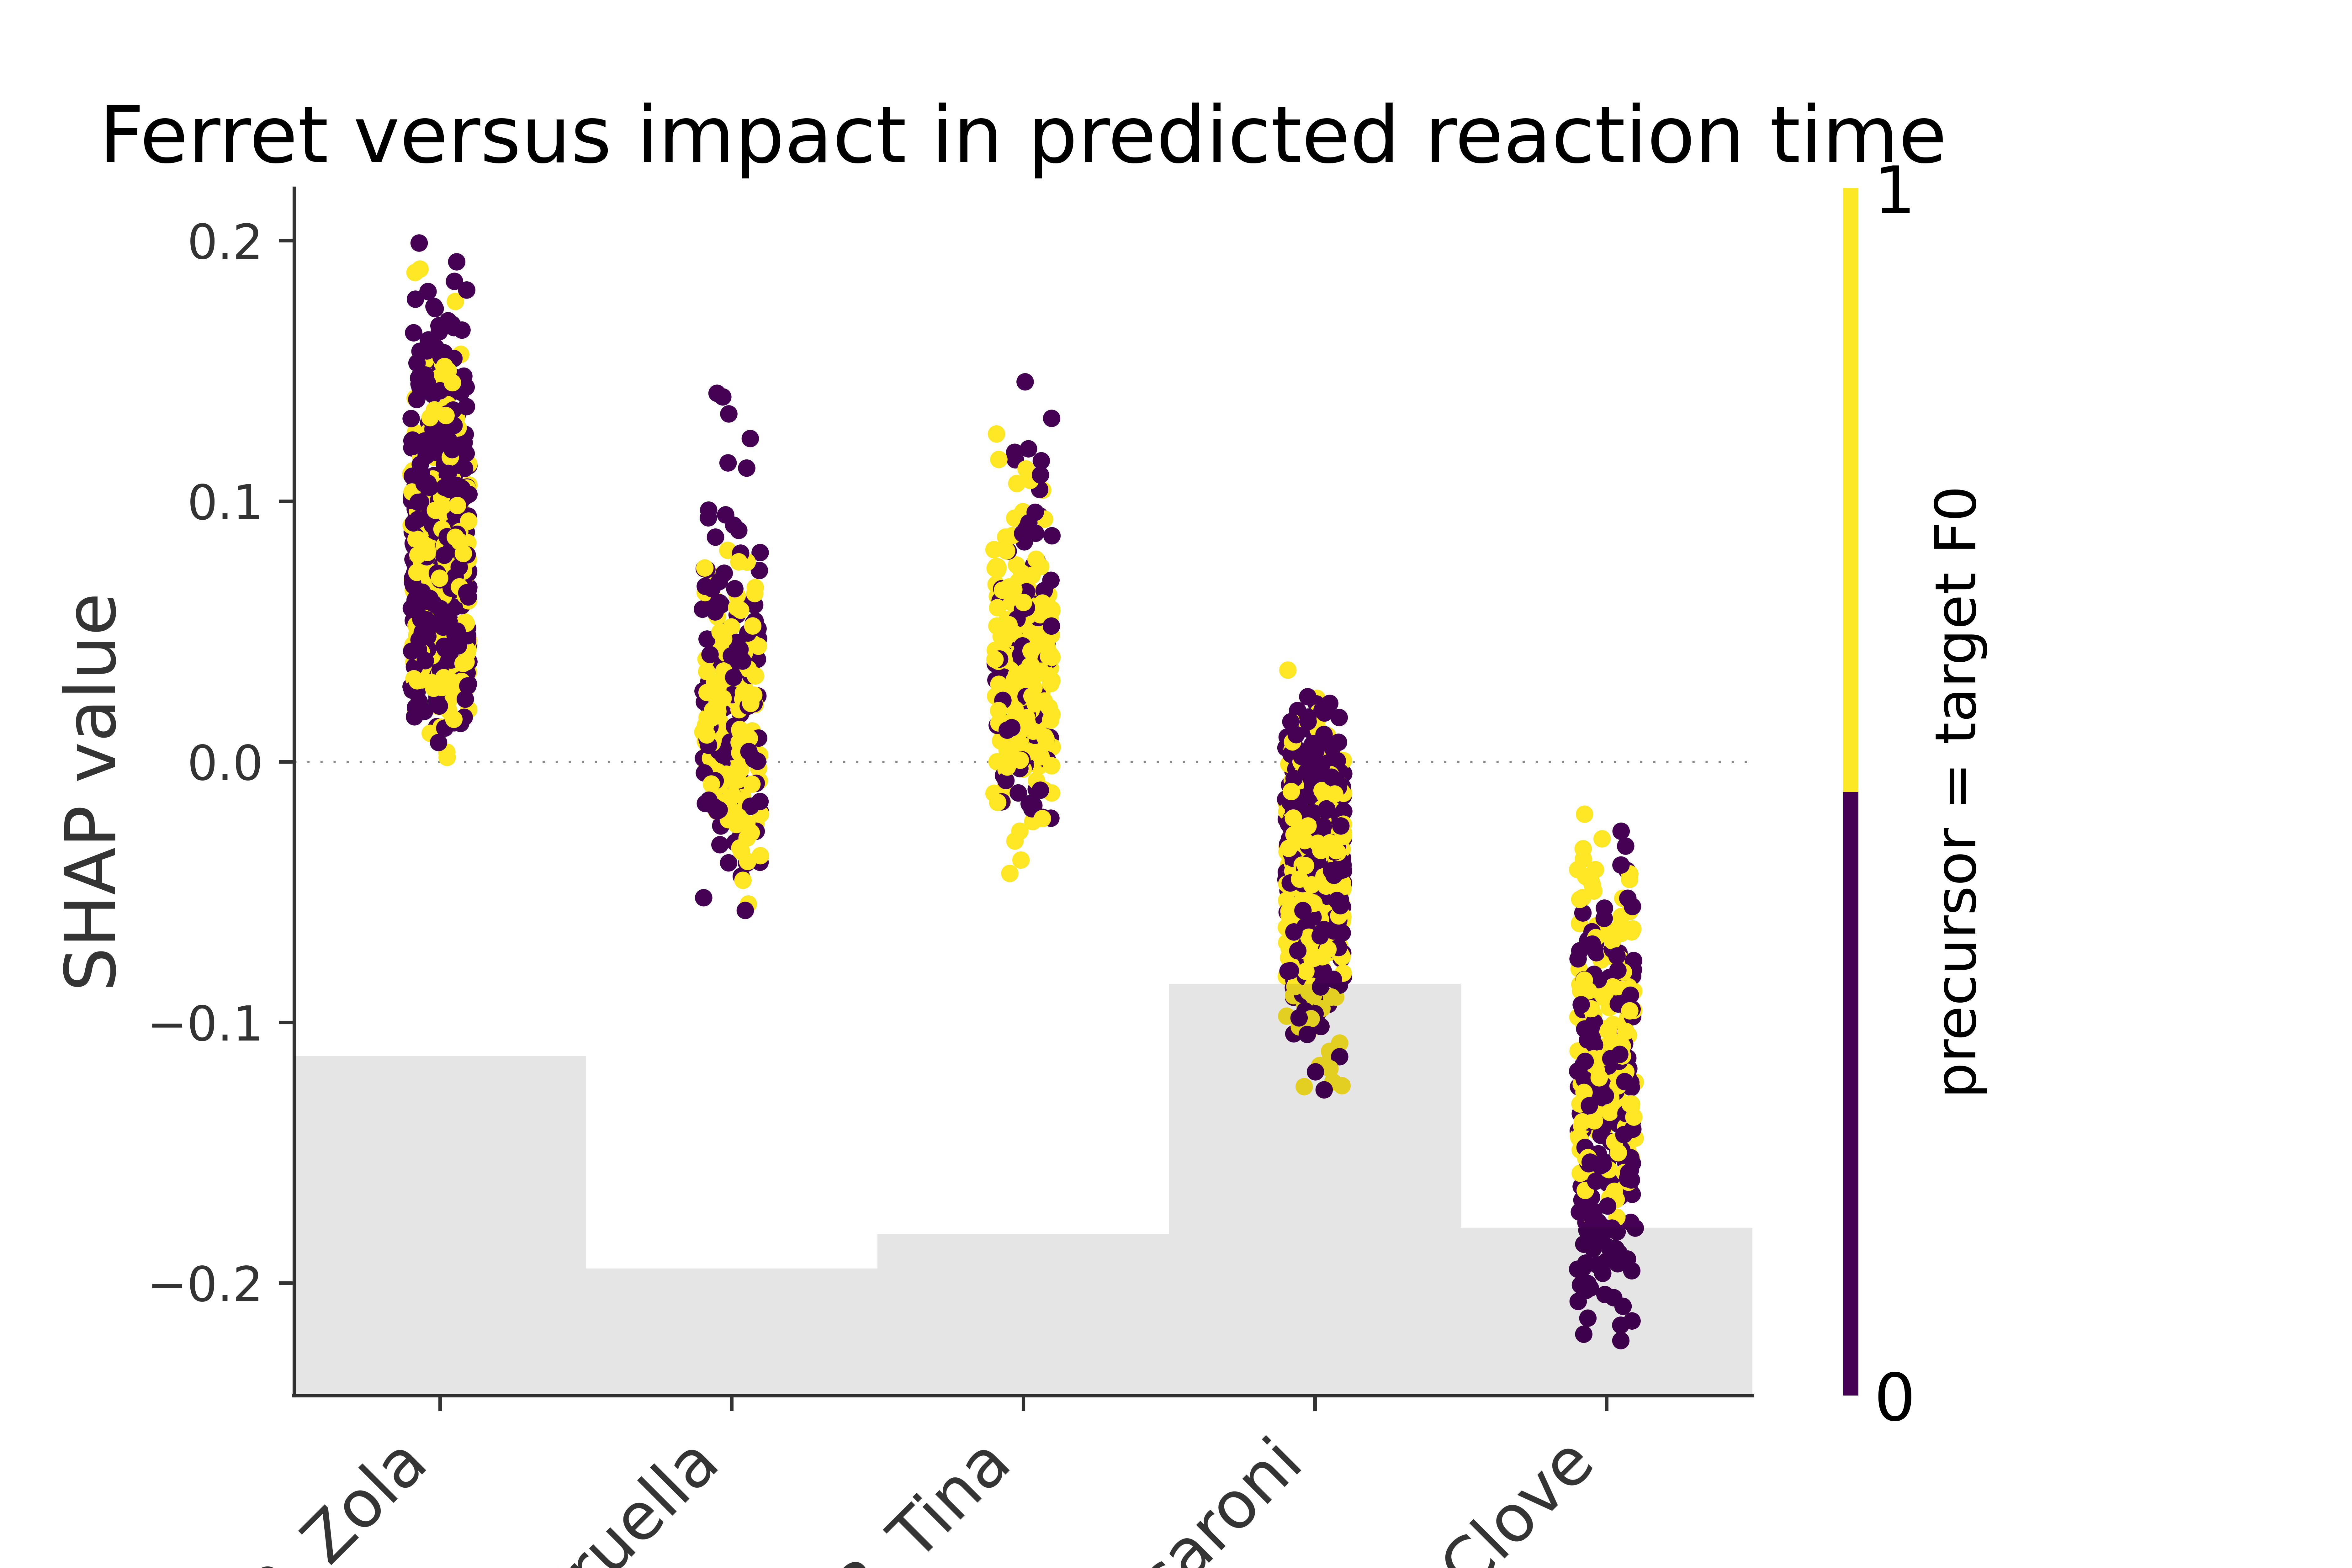 Ferret versus impact in predicted reaction time
SHAP value
0.2
0.1
0.0
−0.1
−0.2
Zola
Tina
Clove
1
0
precursor = target F0